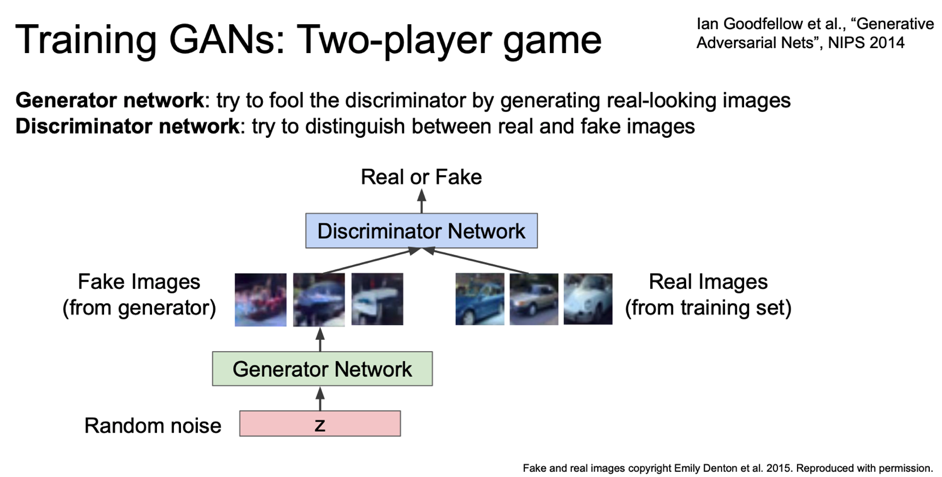 Training GANs: Two-player game
Ian Goodfellow et al., “Generative
Adversarial Nets”, NIPS 2014
Generator network: try to fool the discriminator by generating real-looking images
Discriminator network: try to distinguish between real and fake images
Real or Fake
Discriminator Network
Fake Images
(from generator)
Real Images
(from training set)
Generator Network
Random noise
z
Fake and real images copyright Emily Denton et al. 2015. Reproduced with permission.